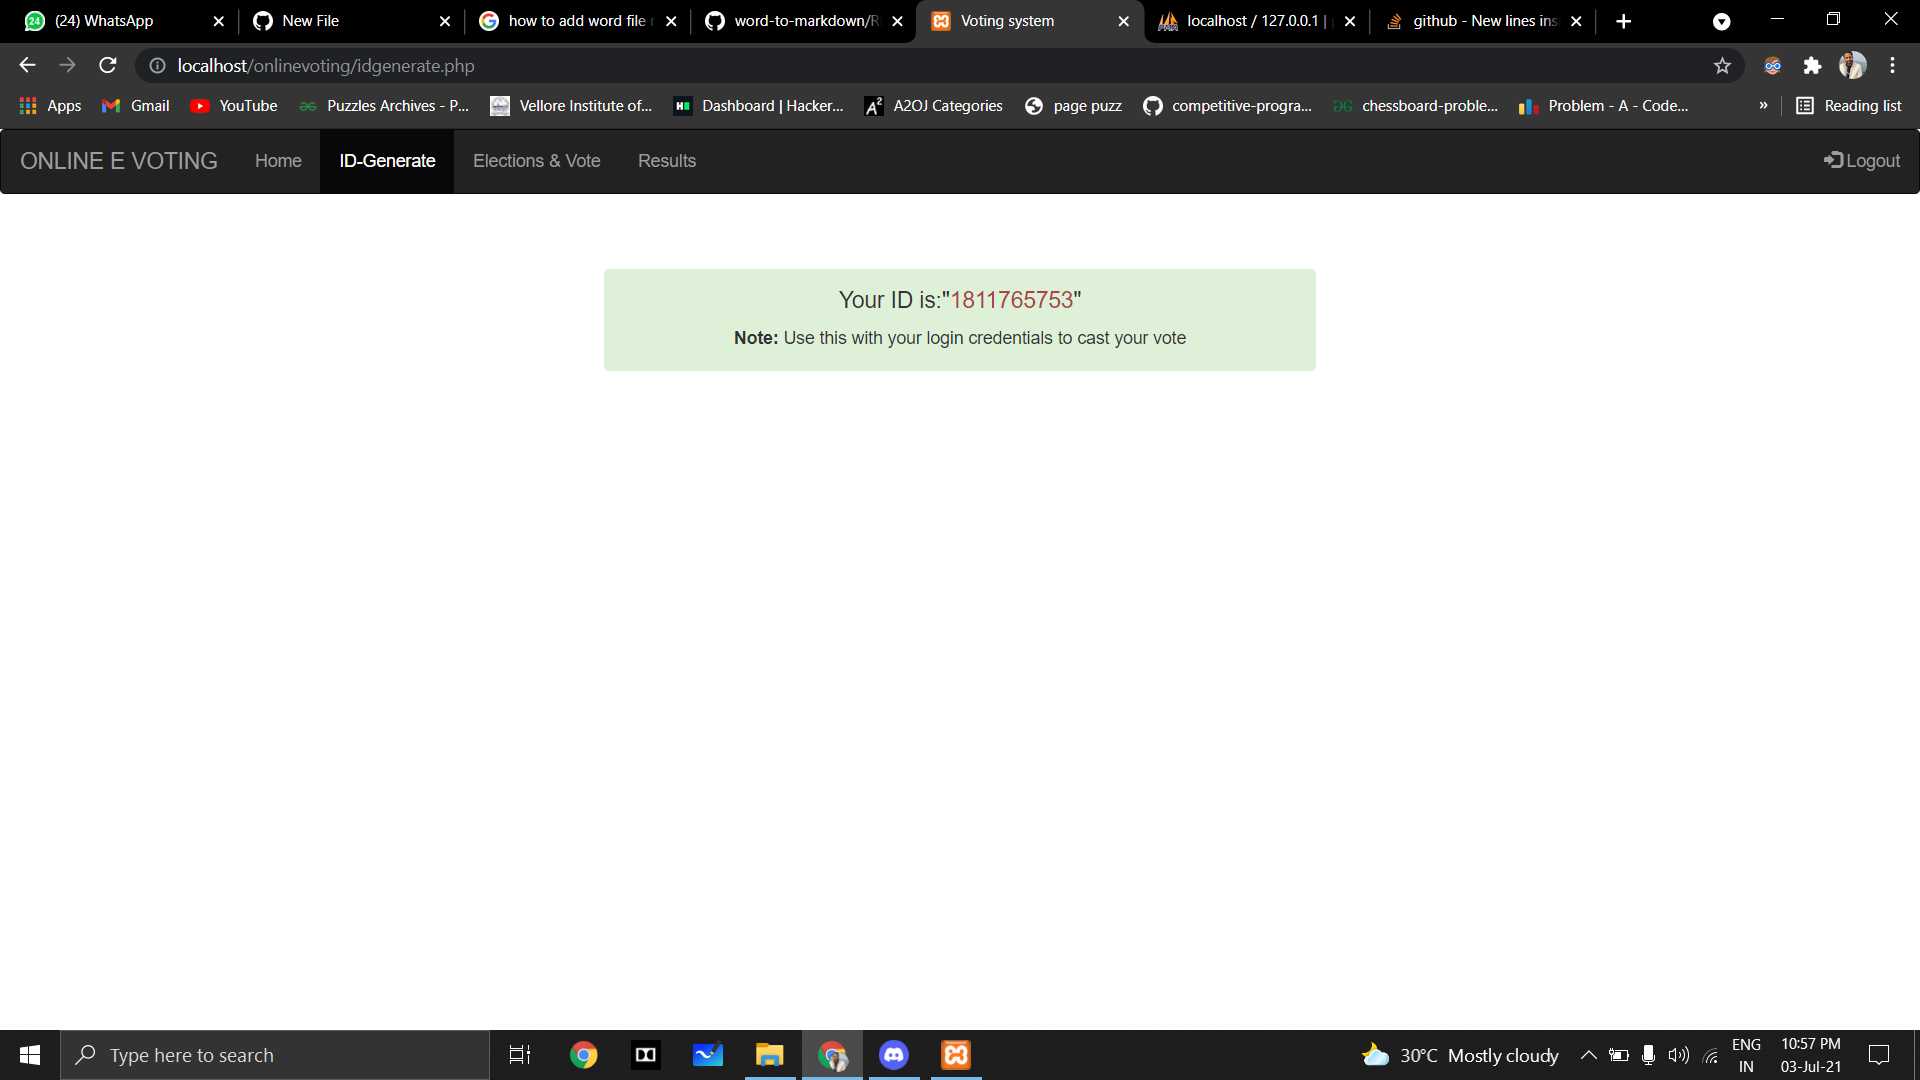 24 (24) WhatsApp
New File
how to add word file r
word-to-markdown/R
Voting system
localhost / 127.0.0.1 |
github - New lines ins
localhost/onlinevoting/idgenerate.php
Apps
Gmail
YouTube
Puzzles Archives - P...
Vellore Institute of...
Dashboard | Hacker...
A2OJ Categories
page puzz
competitive-progra...
chessboard-proble...
Problem - A - Code...
»
Reading list
ONLINE E VOTING
Home
ID-Generate
Elections & Vote
Results
Logout
Your ID is:"1811765753"
Note: Use this with your login credentials to cast your vote
Type here to search
30°C Mostly cloudy
ENG
IN
10:57 PM
03-Jul-21